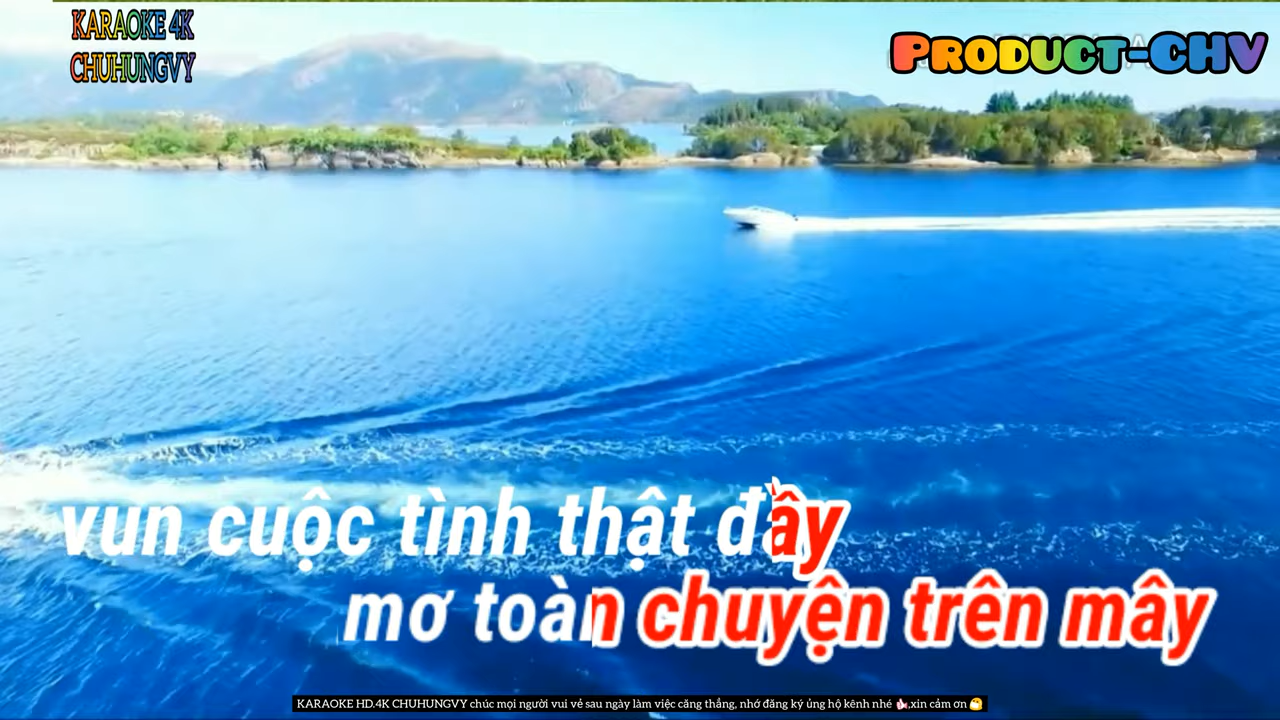 KARAOKE 4K
CHUHUNGVY
PRODUCT-CHV
vun cuộc tình thật đầy
mơ toàn chuyện trên mây
KARAOKE HD.4K CHUHUNGVY chúc mọi người vui vẻ sau ngày làm việc căng thẳng, nhớ đăng ký ủng hộ kênh nhé 👍🏻,xin cảm ơn 😁